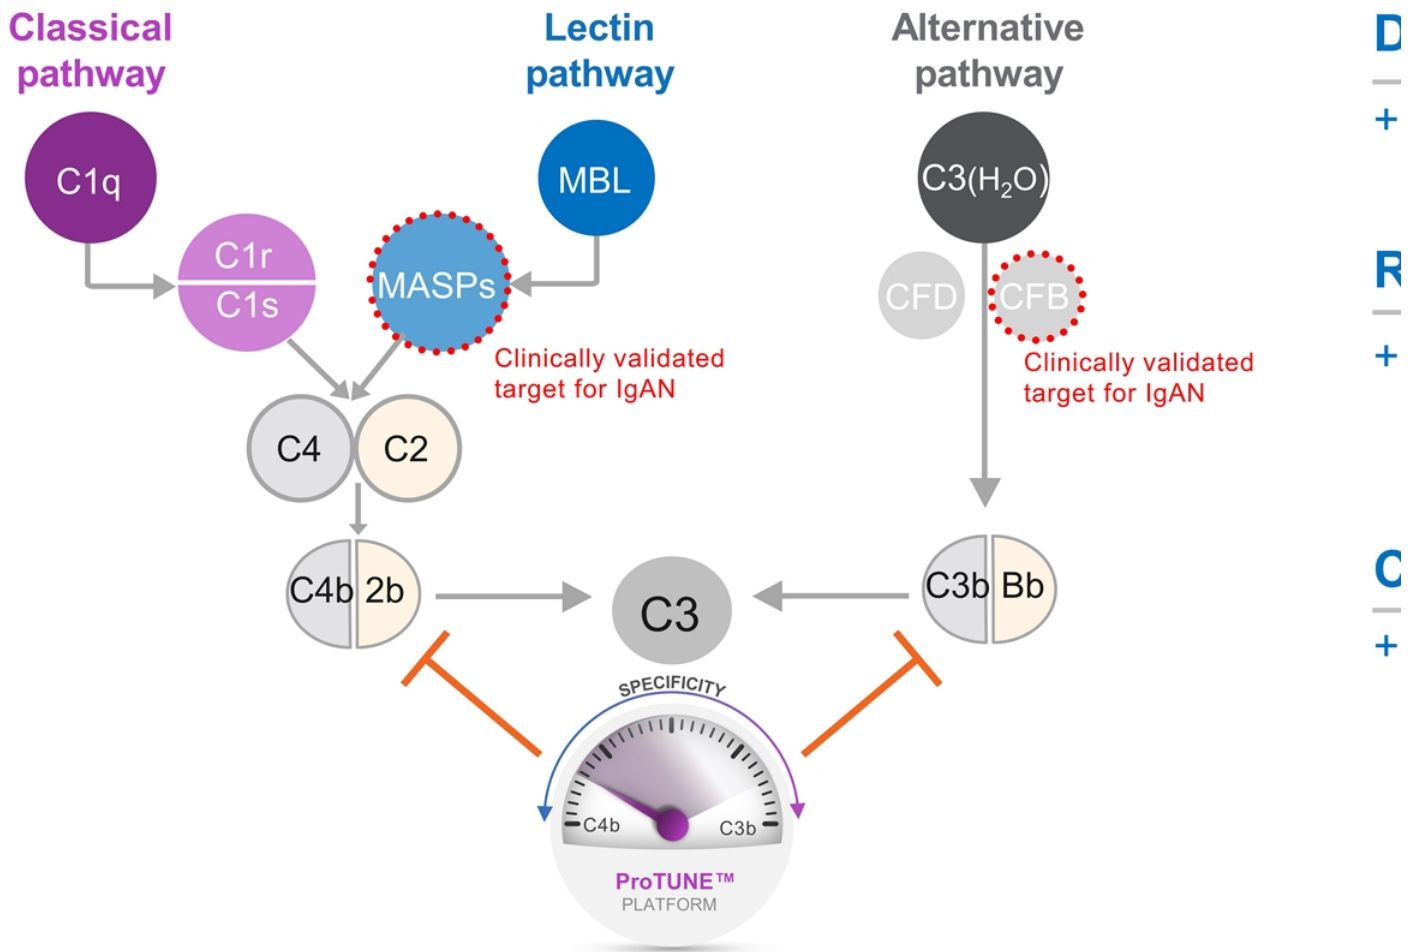 Classical
pathway
Lectin
pathway
Alternative
pathway
C1q
MBL
C3(H₂O)
C1r
C1s
MASPs
CFD
CFB
Clinically validated
target for IgAN
Clinically validated
target for IgAN
C4
C2
C4b
2b
C3
C3b
Bb
SPECIFICITY
C4b
C3b
ProTUNE™
PLATFORM
D
+
R
+
C
+